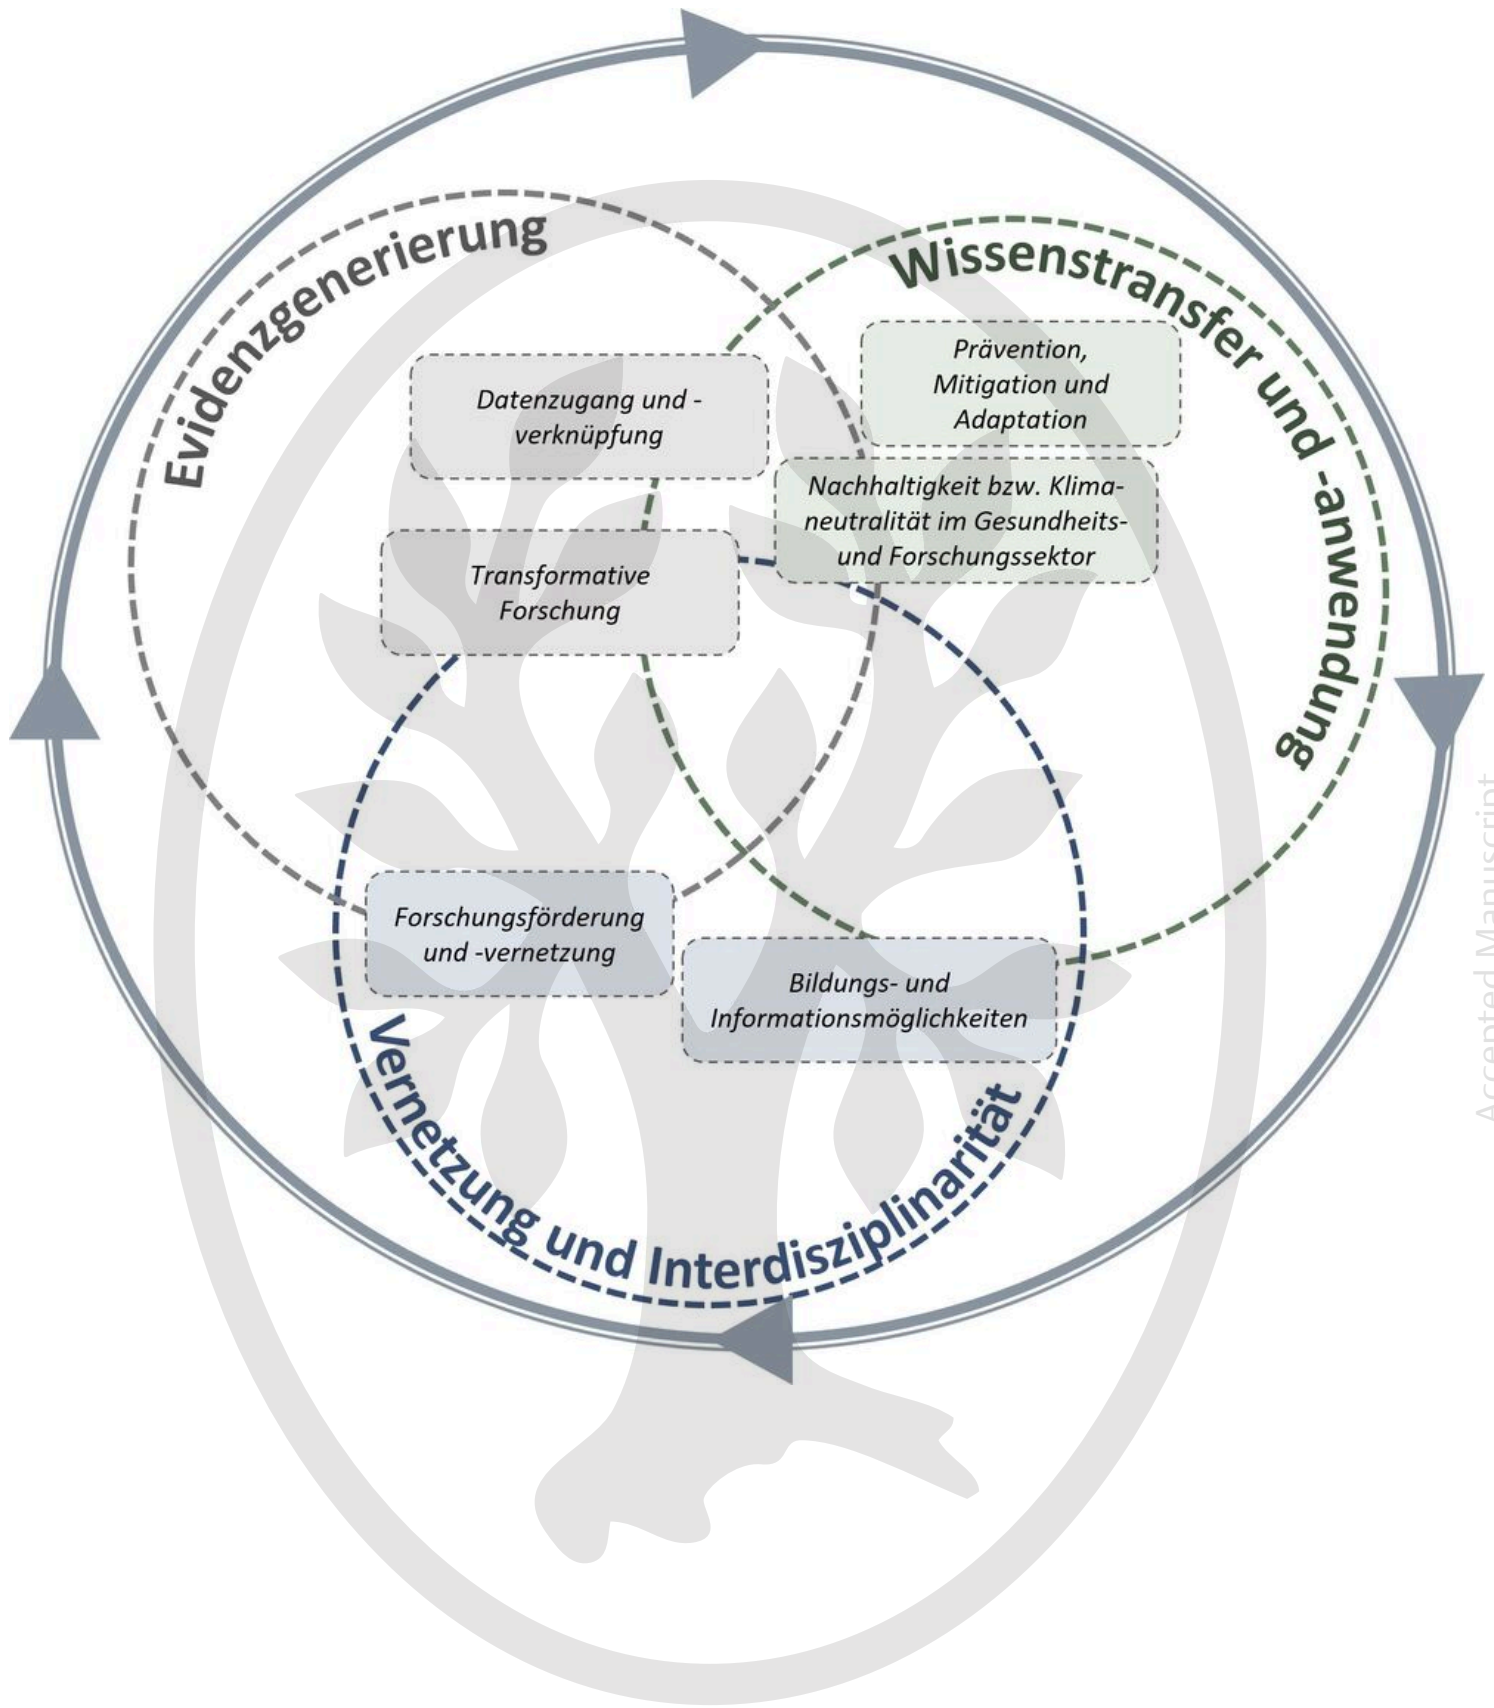 Evidenzgenerierung
Wissenstransfer und -anwendung
Prävention,
Mitigation und
Adaptation
Datenzugang und -
verknüpfung
Nachhaltigkeit bzw. Klima-
neutralität im Gesundheits-
und Forschungssektor
Transformative
Forschung
Forschungsförderung
und -vernetzung
Bildungs- und
Informationsmöglichkeiten
Vernetzung und Interdisziplinarität
Accepted Manuscript